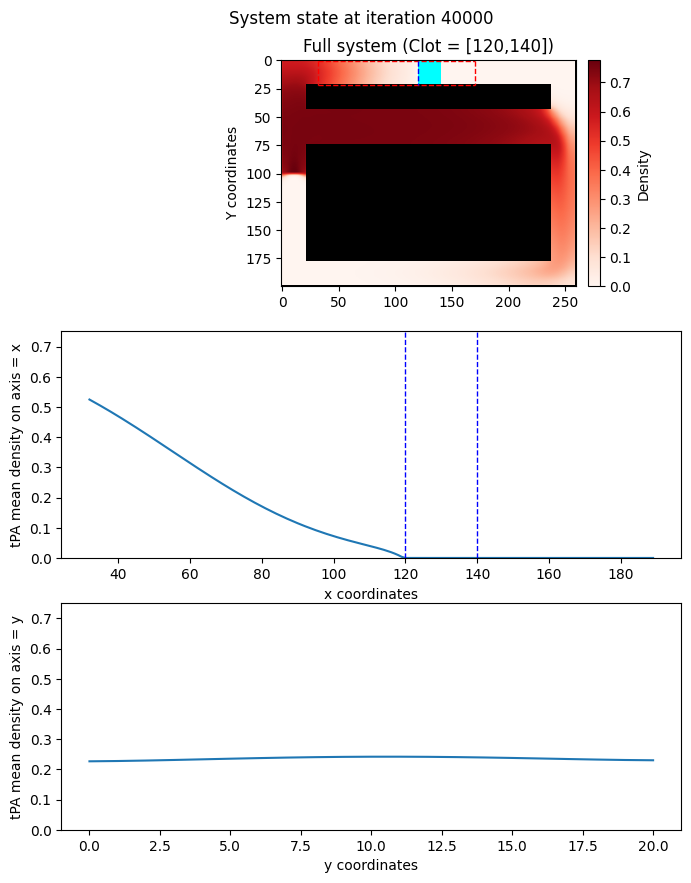 System state at iteration 40000
Full system (Clot = [120,140])
0
25
50
75
100
125
150
175
Y coordinates
0 50 100 150 200 250
0.7
0.6
0.5
0.4
0.3
0.2
0.1
0.0
Density
0.7
0.6
0.5
0.4
0.3
0.2
0.1
0.0
tPA mean density on axis = x
40 60 80 100 120 140 160 180
x coordinates
0.7
0.6
0.5
0.4
0.3
0.2
0.1
0.0
tPA mean density on axis = y
0.0 2.5 5.0 7.5 10.0 12.5 15.0 17.5 20.0
y coordinates